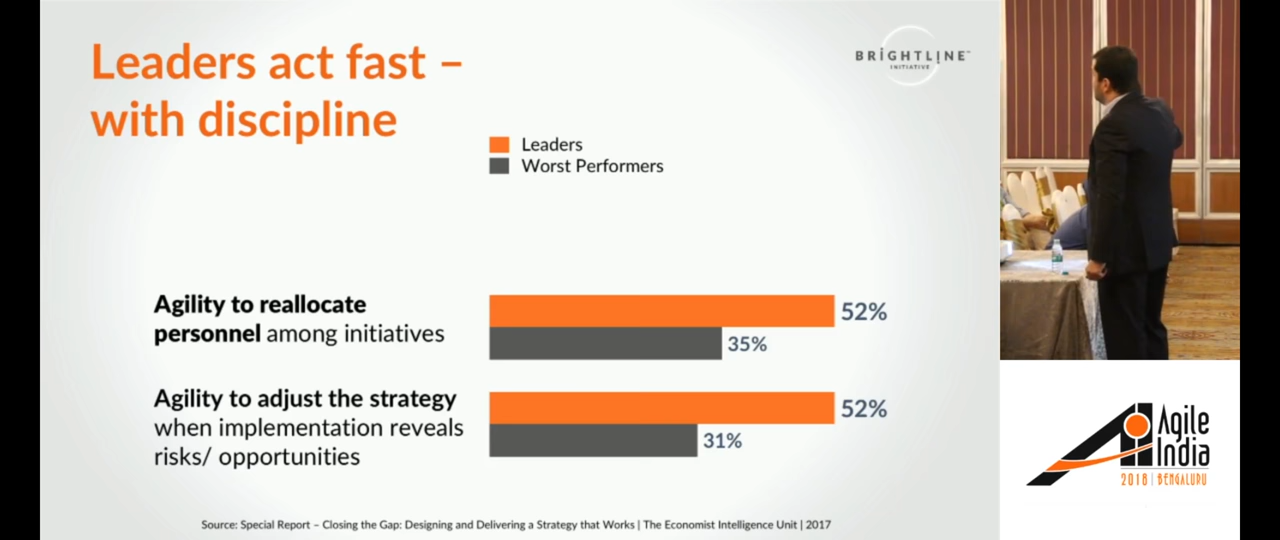 Leaders act fast –
with discipline
BRIGHTLINE™
INITIATIVE
Leaders
Worst Performers
Agility to reallocate
personnel among initiatives
52%
35%
Agility to adjust the strategy
when implementation reveals
risks/ opportunities
52%
31%
Source: Special Report – Closing the Gap: Designing and Delivering a Strategy that Works | The Economist Intelligence Unit | 2017
Agile
India
2018 | BENGALURU